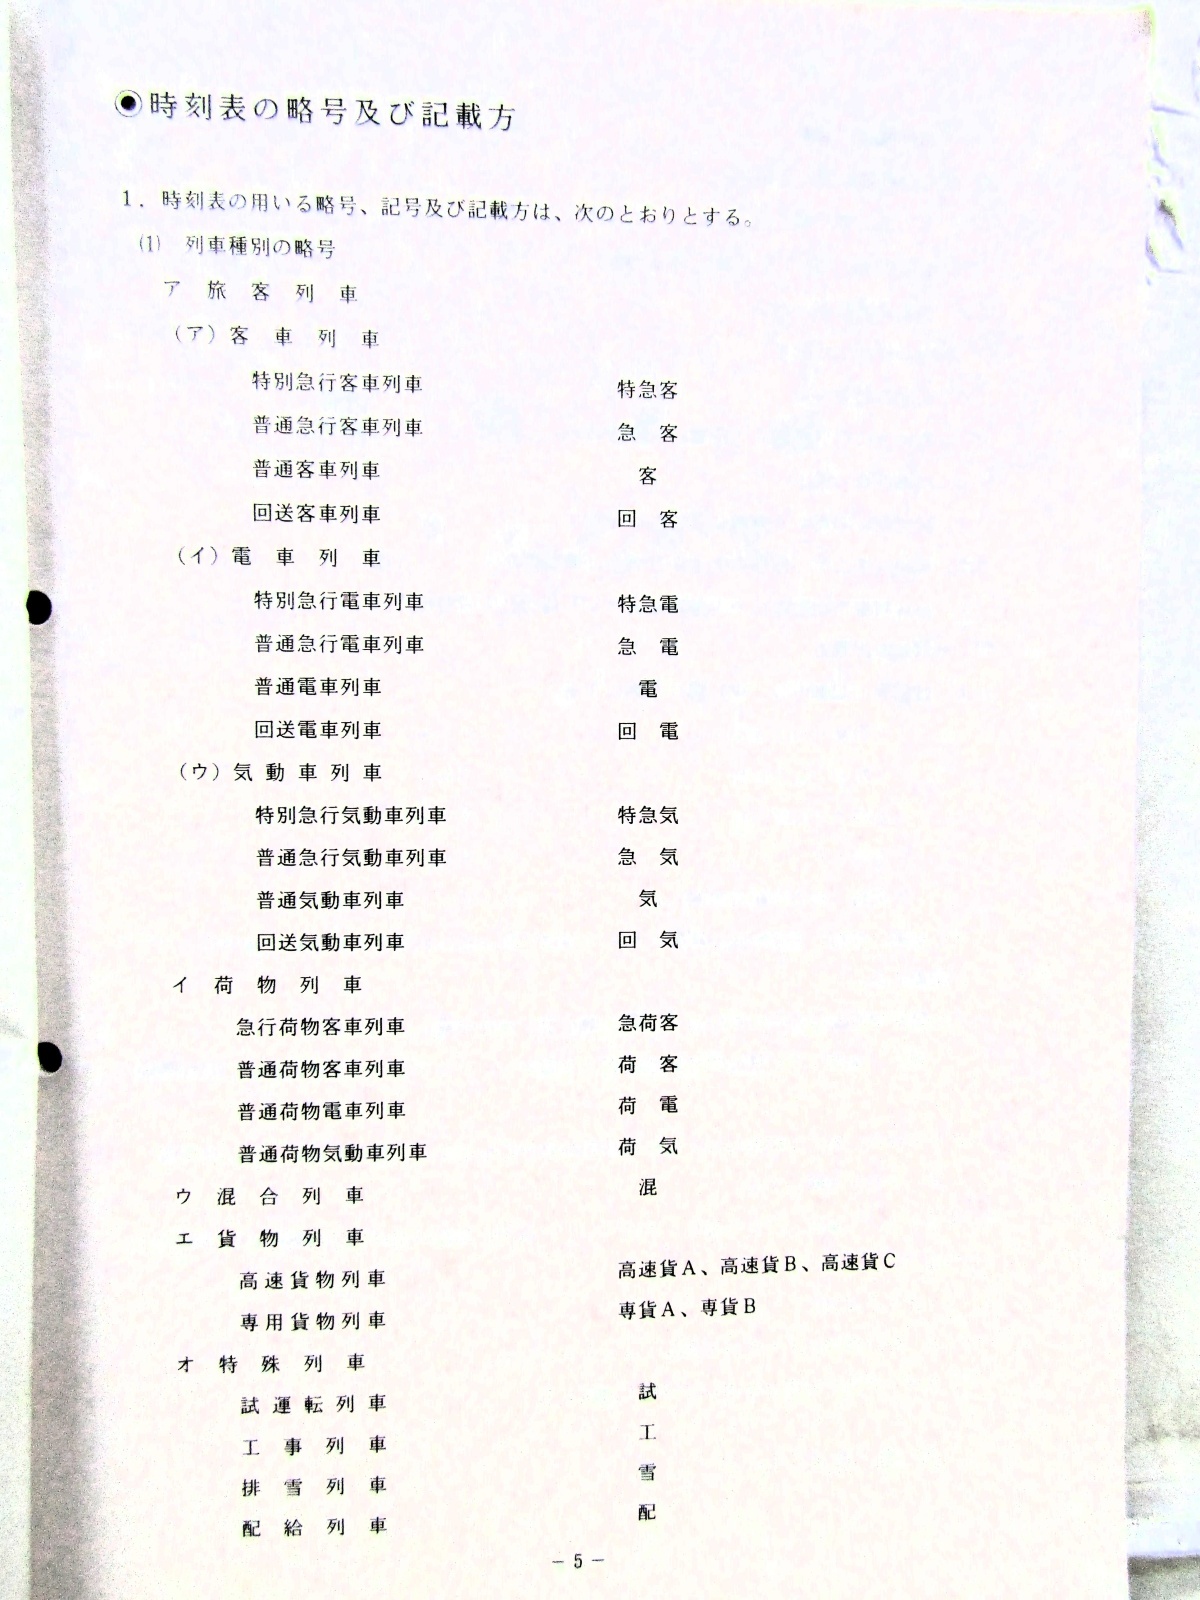 ◉時刻表の略号及び記載方
1．時刻表の用いる略号、記号及び記載方は、次のとおりとする。
⑴　列車種別の略号
ア　旅　客　列　車
（ア）客　車　列　車
特別急行客車列車　特急客
普通急行客車列車　急　客
普通客車列車　客
回送客車列車　回　客
（イ）電　車　列　車
特別急行電車列車　特急電
普通急行電車列車　急　電
普通電車列車　電
回送電車列車　回　電
（ウ）気　動　車　列　車
特別急行気動車列車　特急気
普通急行気動車列車　急　気
普通気動車列車　気
回送気動車列車　回　気
イ　荷　物　列　車
急行荷物客車列車　急荷客
普通荷物客車列車　荷　客
普通荷物電車列車　荷　電
普通荷物気動車列車　荷　気
ウ　混　合　列　車　混
エ　貨　物　列　車
高速貨物列車　高速貨A、高速貨B、高速貨C
専用貨物列車　専貨A、専貨B
オ　特　殊　列　車
試　運　転　列　車　試
工　事　列　車　工
排　雪　列　車　雪
配　給　列　車　配
－ 5 －